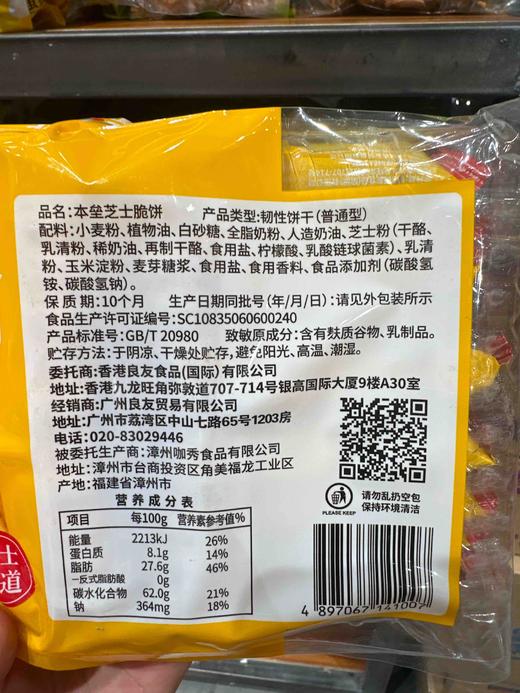 品名:本垒芝士脆饼 产品类型:韧性饼干(普通型)
配料:小麦粉、植物油、白砂糖、全脂奶粉、人造奶油、芝士粉(干酪、
乳清粉、稀奶油、再制干酪、食用盐、柠檬酸、乳酸链球菌素)、乳清
粉、玉米淀粉、麦芽糖浆、食用盐、食用香料、食品添加剂(碳酸氢
铵、碳酸氢钠)。
保质期:10个月 生产日期同批号(年/月/日):请见外包装所示
食品生产许可证编号:SC10835060600240
产品标准号:GB/T 20980 致敏原成分:含有麸质谷物、乳制品。
贮存方法:于阴凉、干燥处贮存,避免阳光、高温、潮湿。
委托商:香港良友食品(国际)有限公司
地址:香港九龙旺角弥敦道707-714号银高国际大厦9楼A30室
经销商:广州良友贸易有限公司
地址:广州市荔湾区中山七路65号1203房
电话:020-83029446
被委托生产商:漳州咖秀食品有限公司
地址:漳州市台商投资区角美福龙工业区
产地:福建省漳州市
营养成分表
项目 每100g 营养素参考值%
能量 2213kJ 26%
蛋白质 8.1g 14%
脂肪 27.6g 46%
-反式脂肪酸 0g
碳水化合物 62.0g 21%
钠 364mg 18%
PLEASE KEEP
请勿乱扔空包
保持环境清洁
4 897067 141007
士
道